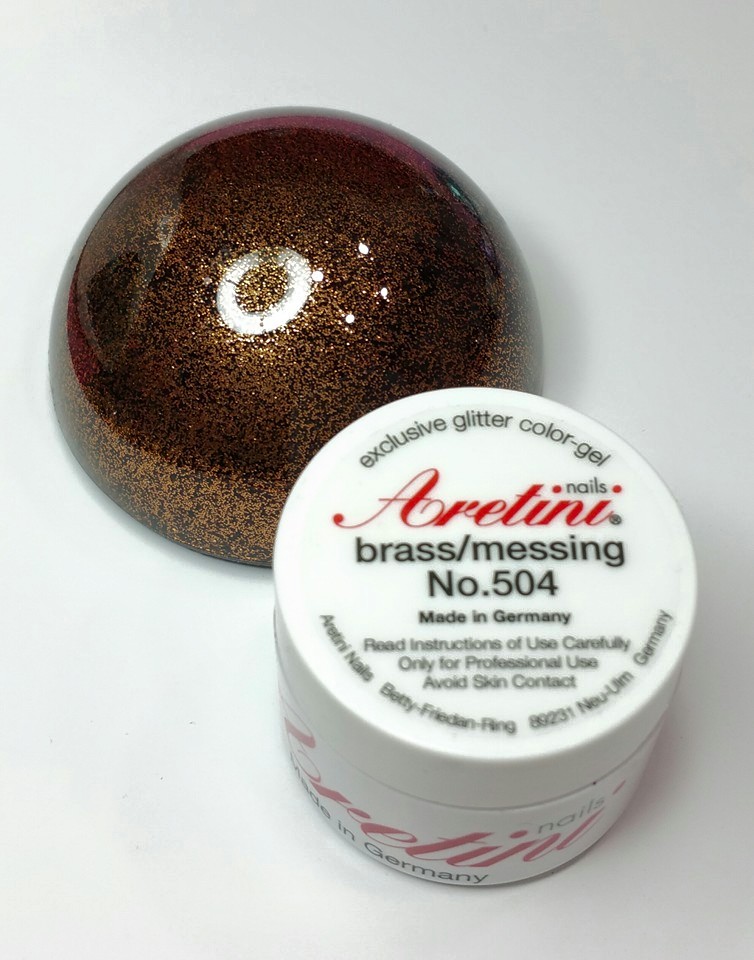 exclusive glitter color-gel
nails
Aretini®
brass/messing
No.504
Made in Germany
Read Instructions of Use Carefully
Only for Professional Use
Avoid Skin Contact
Aretini Nails Betty-Friedan-Ring 89231 Neu-Ulm Germany
Aretini
nails
Made in Germany